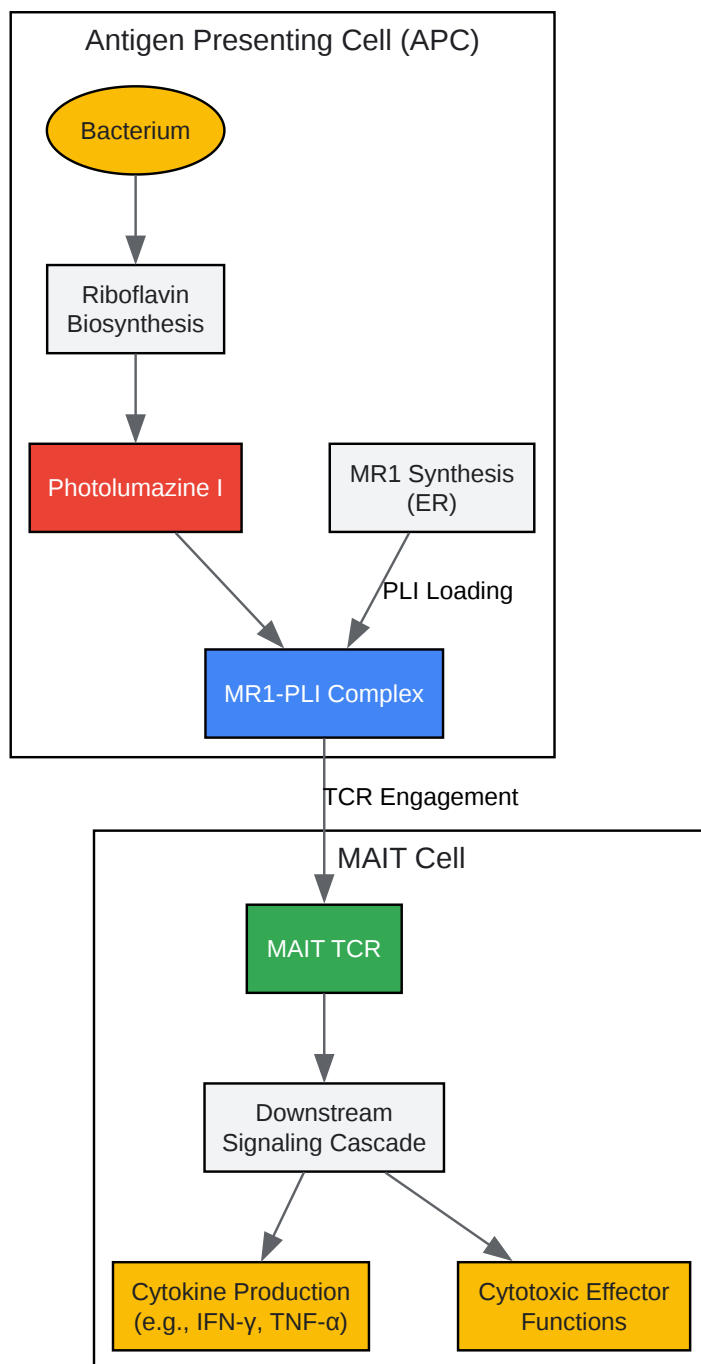 Antigen Presenting Cell (APC)
Bacterium
Riboflavin
Biosynthesis
Photolumazine I
MR1 Synthesis
(ER)
PLI Loading
MR1-PLI Complex
TCR Engagement
MAIT Cell
MAIT TCR
Downstream
Signaling Cascade
Cytokine Production
(e.g., IFN-γ, TNF-α)
Cytotoxic Effector
Functions